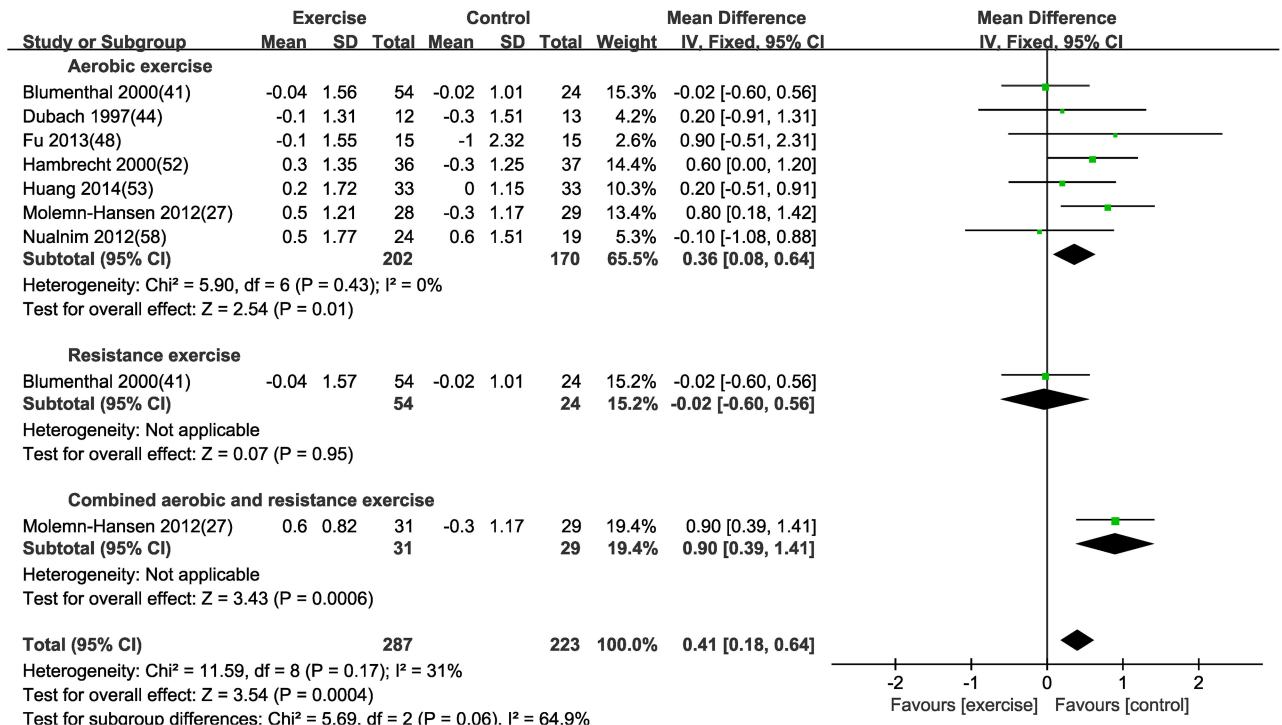 Exercise Control Mean Difference Mean Difference
Study or Subgroup Mean SD Total Mean SD Total Weight IV, Fixed, 95% CI IV, Fixed, 95% CI
Aerobic exercise
Blumenthal 2000(41) -0.04 1.56 54 -0.02 1.01 24 15.3% -0.02 [-0.60, 0.56]
Dubach 1997(44) -0.1 1.31 12 -0.3 1.51 13 4.2% 0.20 [-0.91, 1.31]
Fu 2013(48) -0.1 1.55 15 -1 2.32 15 2.6% 0.90 [-0.51, 2.31]
Hambrecht 2000(52) 0.3 1.35 36 -0.3 1.25 37 14.4% 0.60 [0.00, 1.20]
Huang 2014(53) 0.2 1.72 33 0 1.15 33 10.3% 0.20 [-0.51, 0.91]
Molemn-Hansen 2012(27) 0.5 1.21 28 -0.3 1.17 29 13.4% 0.80 [0.18, 1.42]
Nualnim 2012(58) 0.5 1.77 24 0.6 1.51 19 5.3% -0.10 [-1.08, 0.88]
Subtotal (95% CI) 202 170 65.5% 0.36 [0.08, 0.64]
Heterogeneity: Chi² = 5.90, df = 6 (P = 0.43); I² = 0%
Test for overall effect: Z = 2.54 (P = 0.01)
Resistance exercise
Blumenthal 2000(41) -0.04 1.57 54 -0.02 1.01 24 15.2% -0.02 [-0.60, 0.56]
Subtotal (95% CI) 54 24 15.2% -0.02 [-0.60, 0.56]
Heterogeneity: Not applicable
Test for overall effect: Z = 0.07 (P = 0.95)
Combined aerobic and resistance exercise
Molemn-Hansen 2012(27) 0.6 0.82 31 -0.3 1.17 29 19.4% 0.90 [0.39, 1.41]
Subtotal (95% CI) 31 29 19.4% 0.90 [0.39, 1.41]
Heterogeneity: Not applicable
Test for overall effect: Z = 3.43 (P = 0.0006)
Total (95% CI) 287 223 100.0% 0.41 [0.18, 0.64]
Heterogeneity: Chi² = 11.59, df = 8 (P = 0.17); I² = 31%
Test for overall effect: Z = 3.54 (P = 0.0004)
Test for subgroup differences: Chi² = 5.69, df = 2 (P = 0.06), I² = 64.9%
-2 -1 0 1 2
Favours [exercise] Favours [control]